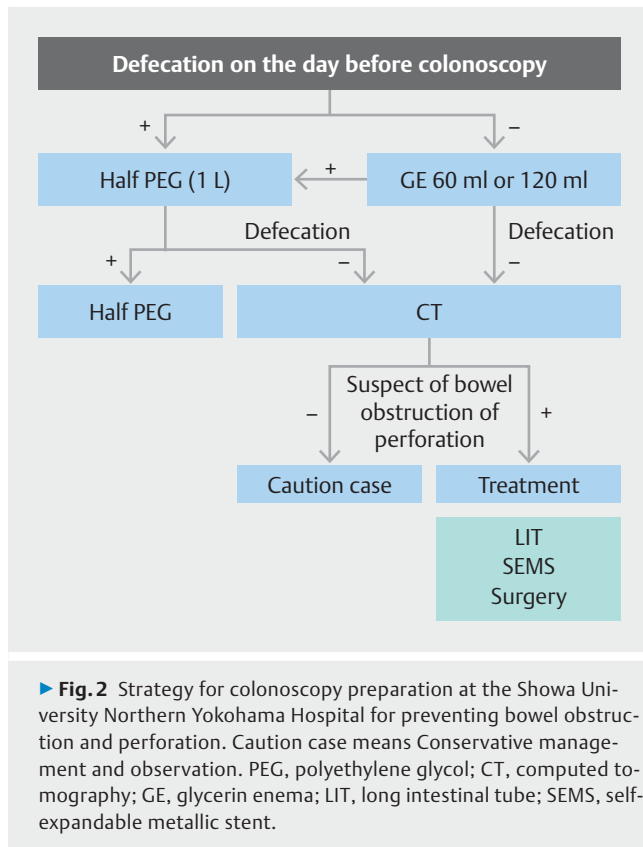 Defecation on the day before colonoscopy
+
–
Half PEG (1 L)
+
GE 60 ml or 120 ml
Defecation
Defecation
+
–
–
Half PEG
CT
Suspect of bowel
obstruction of
perforation
–
+
Caution case
Treatment
LIT
SEMS
Surgery
▶ Fig. 2 Strategy for colonoscopy preparation at the Showa Uni-
versity Northern Yokohama Hospital for preventing bowel obstruc-
tion and perforation. Caution case means Conservative manage-
ment and observation. PEG, polyethylene glycol; CT, computed to-
mography; GE, glycerin enema; LIT, long intestinal tube; SEMS, self-
expandable metallic stent.